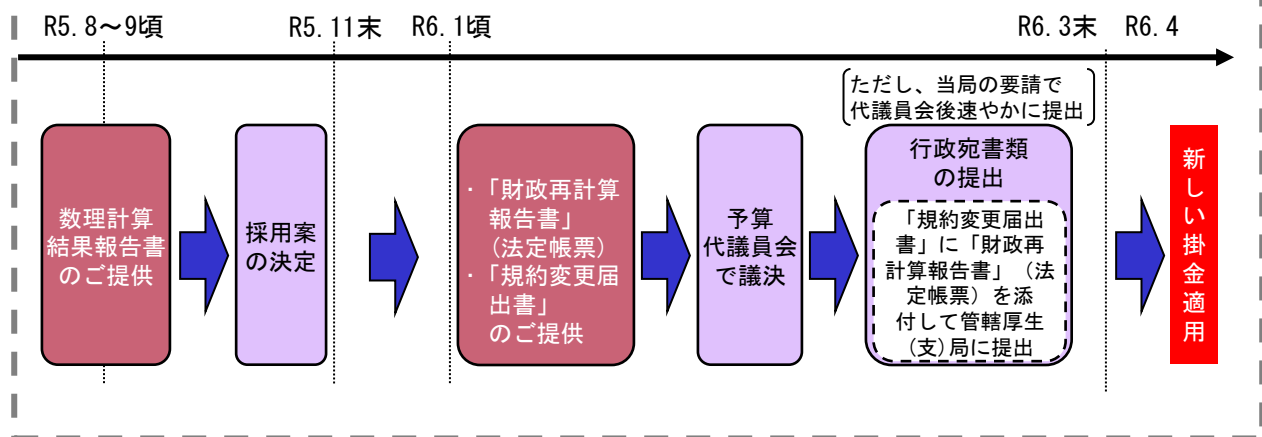 R5.8～9頃
R5.11末
R6.1頃
R6.3末
R6.4
ただし、当局の要請で
代議員会後速やかに提出
数理計算
結果報告書
のご提供
採用案
の決定
・「財政再計算
報告書」
（法定帳票）
・「規約変更届
出書」
のご提供
予算
代議員会
で議決
行政宛書類
の提出
「規約変更届出
書」に「財政再
計算報告書」（法
定帳票）を添
付して管轄厚生
(支)局に提出
新しい掛金適用